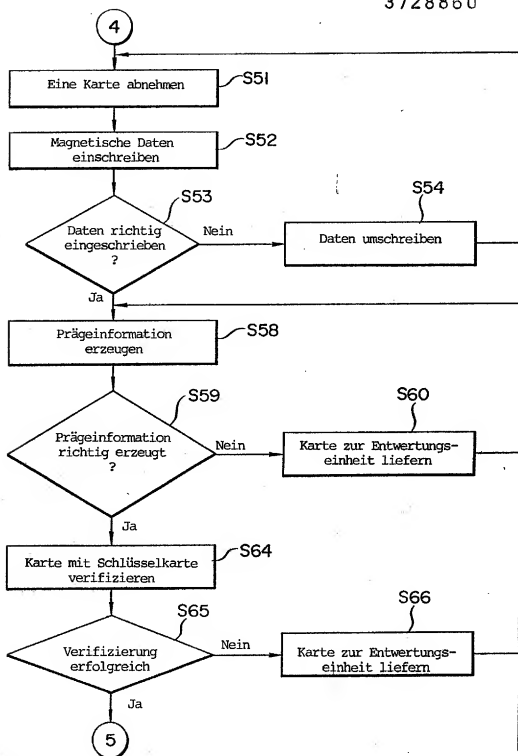 3728860
4
Eine Karte abnehmen
S51
Magnetische Daten
einschreiben
S52
S53
Daten richtig
eingeschrieben
?
Nein
S54
Daten umschreiben
Ja
Prägeinformation
erzeugen
S58
S59
Prägeinformation
richtig erzeugt
?
Nein
S60
Karte zur Entwertungs-
einheit liefern
Ja
Karte mit Schlüsselkarte
verifizieren
S64
S65
Verifizierung
erfolgreich
Nein
S66
Karte zur Entwertungs-
einheit liefern
Ja
5